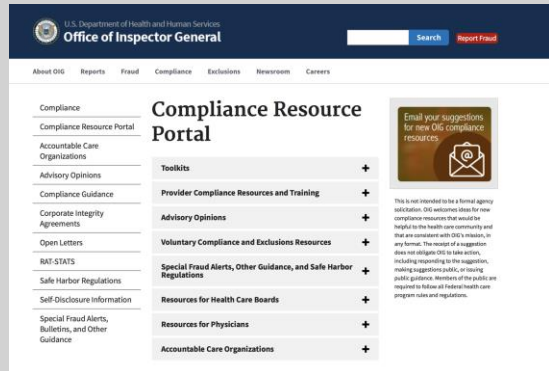 U.S. Department of Health and Human Services
Office of Inspector General
Search
Report Fraud
About OIG
Reports
Fraud
Compliance
Exclusions
Newsroom
Careers
Compliance
Compliance Resource Portal
Accountable Care
Organizations
Advisory Opinions
Compliance Guidance
Corporate Integrity
Agreements
Open Letters
RAT-STATS
Safe Harbor Regulations
Self-Disclosure Information
Special Fraud Alerts,
Bulletins, and Other
Guidance
Compliance Resource
Portal
Toolkits +
Provider Compliance Resources and Training +
Advisory Opinions +
Voluntary Compliance and Exclusions Resources +
Special Fraud Alerts, Other Guidance, and Safe Harbor
Regulations +
Resources for Health Care Boards +
Resources for Physicians +
Accountable Care Organizations +
Email your suggestions
for new OIG compliance
resources
@
This is not intended to be a formal agency
solicitation. OIG welcomes ideas for new
compliance resources that would be
helpful to the health care community and
that are consistent with OIG's mission, in
any format. The receipt of a suggestion
does not obligate OIG to take action,
including responding to the suggestion,
making suggestions public, or issuing
public guidance. Members of the public are
required to follow all Federal health care
program rules and regulations.